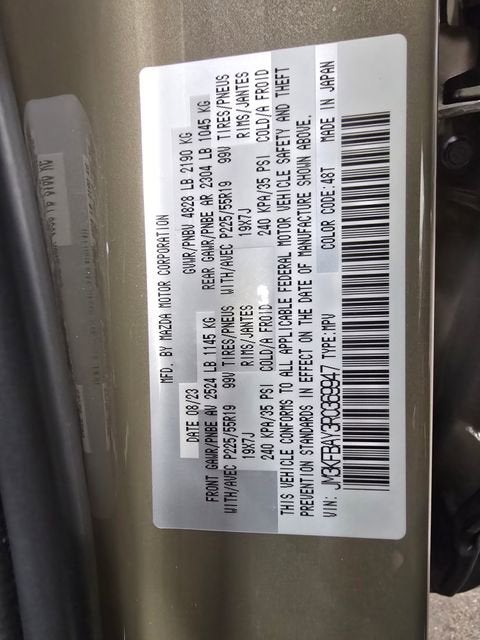 MFD. BY MAZDA MOTOR CORPORATION
DATE 08/23 GVWR/PNBV 4828 LB 2190 KG
FRONT GAWR/PNBE AV 2524 LB 1145 KG REAR GAWR/PNBE AR 2304 LB 1045 KG
WITH/AVEC P225/55R19 99V TIRES/PNEUS WITH/AVEC P225/55R19 99V TIRES/PNEUS
19X7J RIMS/JANTES 19X7J RIMS/JANTES
240 KPA/35 PSI COLD/A FROID 240 KPA/35 PSI COLD/A FROID
THIS VEHICLE CONFORMS TO ALL APPLICABLE FEDERAL MOTOR VEHICLE SAFETY AND THEFT
PREVENTION STANDARDS IN EFFECT ON THE DATE OF MANUFACTURE SHOWN ABOVE.
COLOR CODE:48T MADE IN JAPAN
VIN: JM3KFBAY3R0369947 TYPE:MPV